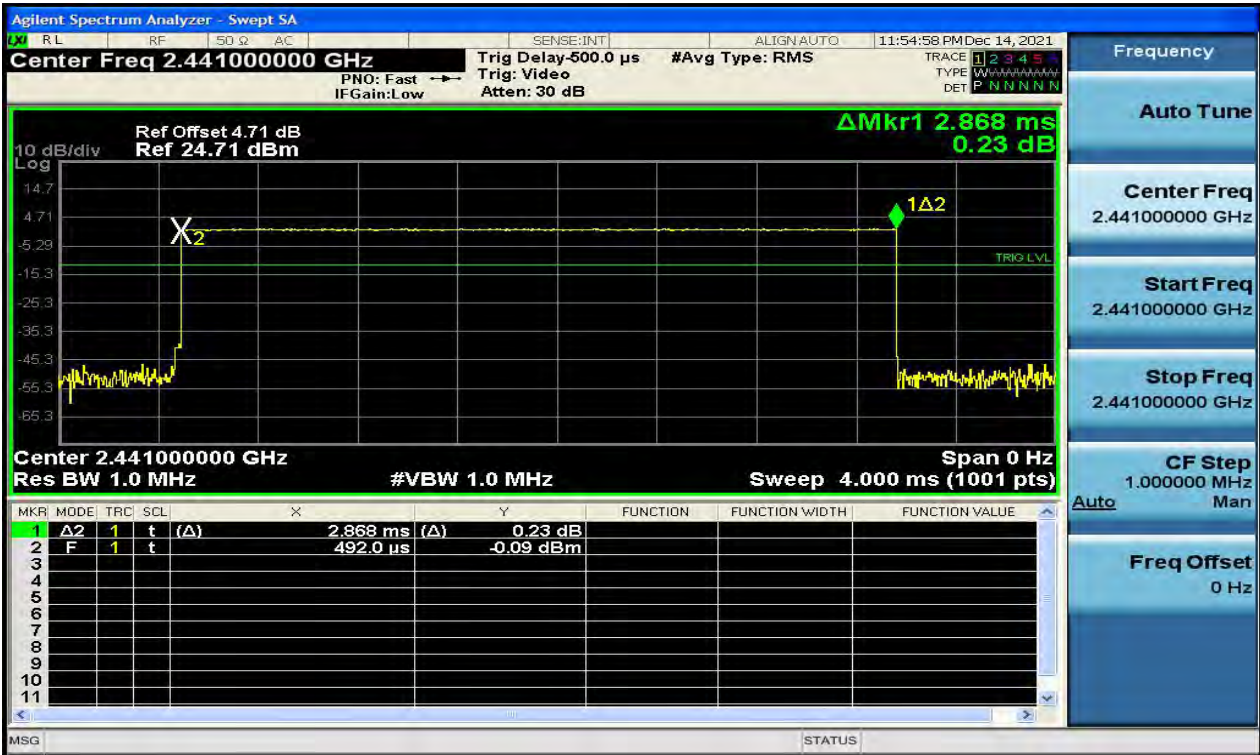 Agilent Spectrum Analyzer - Swept SA
LXI RL RF 50 Ω AC SENSE:INT ALIGNAUTO 11:54:58 PM Dec 14, 2021
Center Freq 2.441000000 GHz Trig Delay-500.0 µs #Avg Type: RMS TRACE 1 2 3 4 5 6
PNO: Fast Trig: Video TYPE
IFGain:Low Atten: 30 dB DET P N N N N N
Ref Offset 4.71 dB ΔMkr1 2.868 ms
10 dB/div Ref 24.71 dBm 0.23 dB
Log
14.7
4.71
-5.29
-15.3
-25.3
-35.3
-45.3
-55.3
-65.3
X2
1Δ2
TRIG LVL
Center 2.441000000 GHz Span 0 Hz
Res BW 1.0 MHz #VBW 1.0 MHz Sweep 4.000 ms (1001 pts)
MKR MODE TRC SCL X Y FUNCTION FUNCTION WIDTH FUNCTION VALUE
1 Δ2 1 t (Δ) 2.868 ms (Δ) 0.23 dB
2 F 1 t 492.0 µs -0.09 dBm
3
4
5
6
7
8
9
10
11
MSG STATUS
Frequency
Auto Tune
Center Freq
2.441000000 GHz
Start Freq
2.441000000 GHz
Stop Freq
2.441000000 GHz
CF Step
1.000000 MHz
Auto Man
Freq Offset
0 Hz